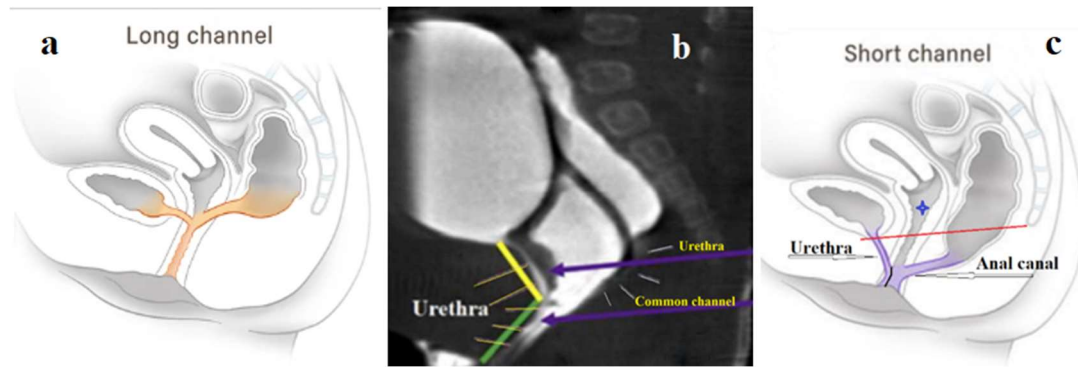 a
Long channel
b
Urethra
Urethra
Common channel
c
Short channel
Urethra
Anal canal